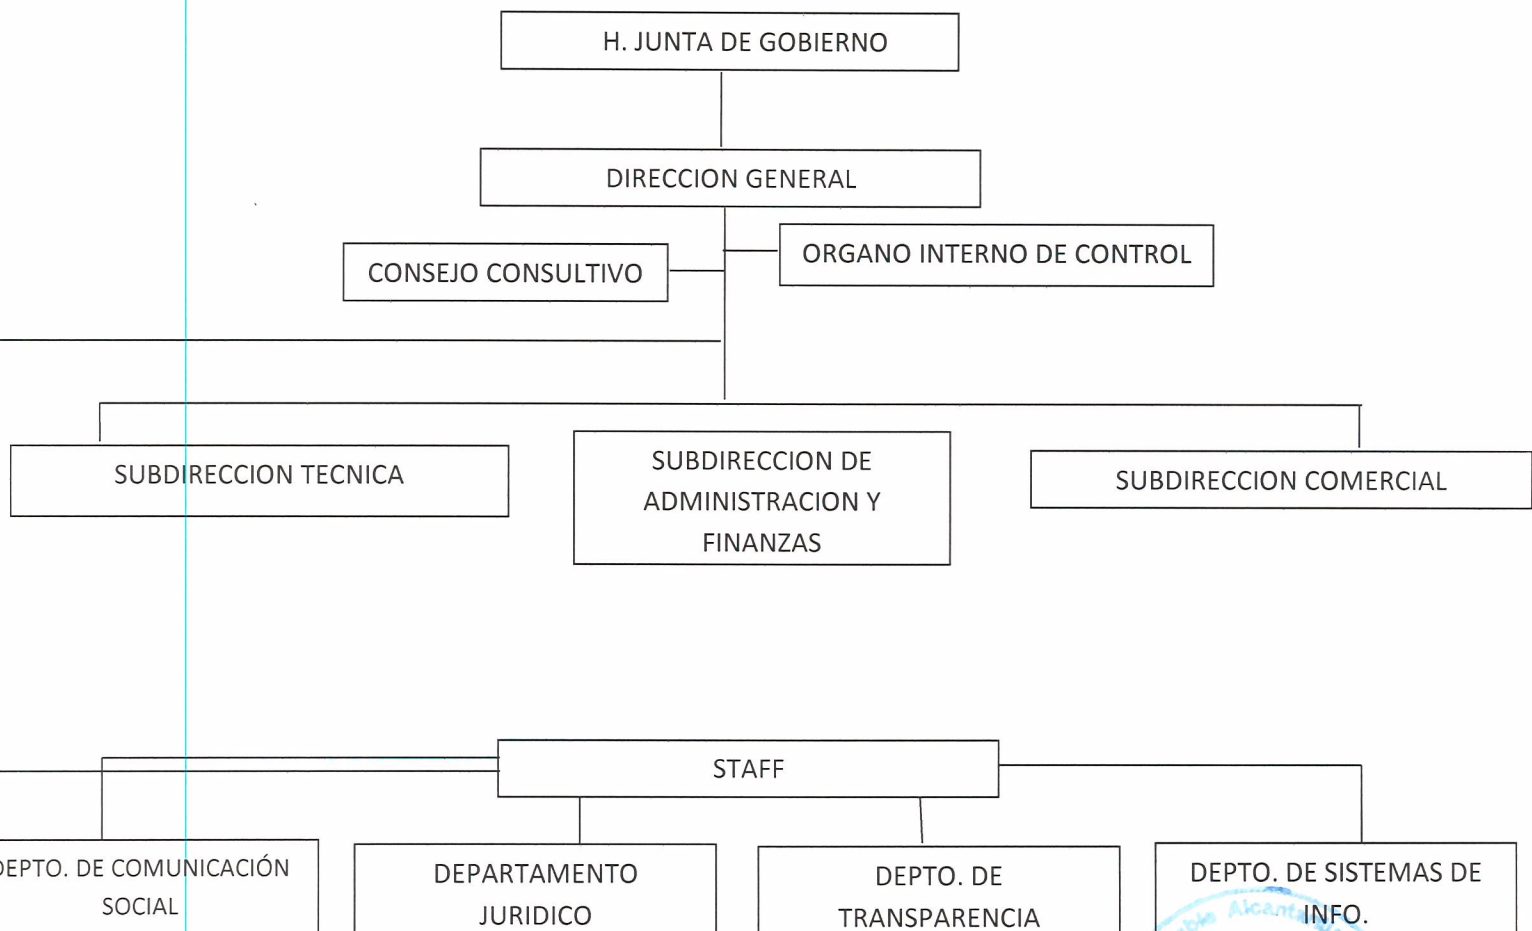 H. JUNTA DE GOBIERNO
DIRECCION GENERAL
ORGANO INTERNO DE CONTROL
CONSEJO CONSULTIVO
SUBDIRECCION TECNICA
SUBDIRECCION DE
ADMINISTRACION Y
FINANZAS
SUBDIRECCION COMERCIAL
STAFF
DEPTO. DE COMUNICACIÓN
SOCIAL
DEPARTAMENTO
JURIDICO
DEPTO. DE
TRANSPARENCIA
DEPTO. DE SISTEMAS DE
INFO.